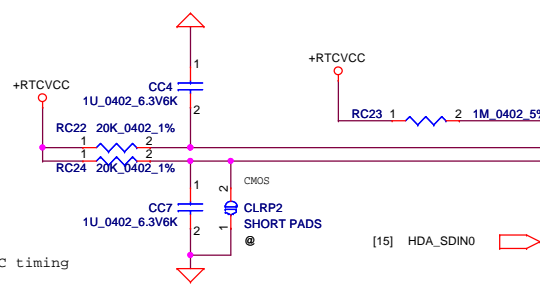 +RTCVCC
1
CC4
1U_0402_6.3V6K
2
RC22 20K_0402_1%
1 2
1 2
RC24 20K_0402_1%
1
CC7
1U_0402_6.3V6K
2
CMOS
2
CLRP2
1
SHORT PADS
@
+RTCVCC
RC23 1 2 1M_0402_5%
[15] HDA_SDIN0
C timing